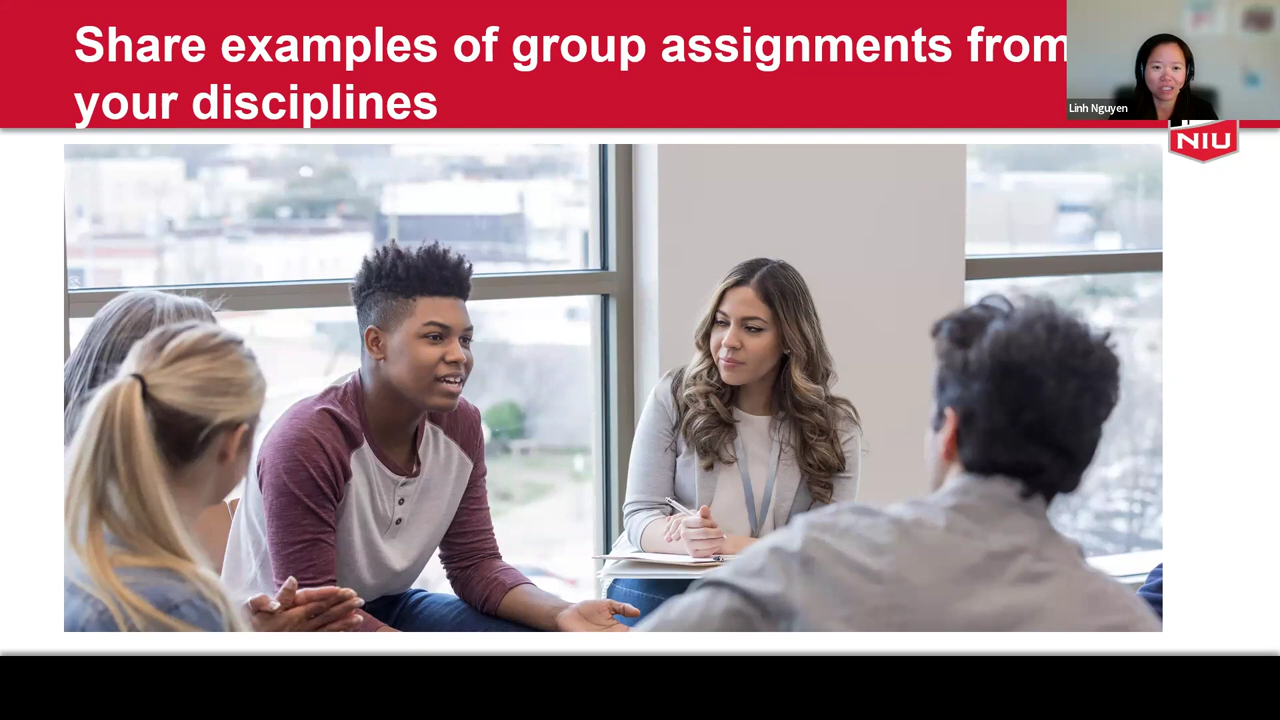 Share examples of group assignments from
your disciplines
Linh Nguyen
NIU